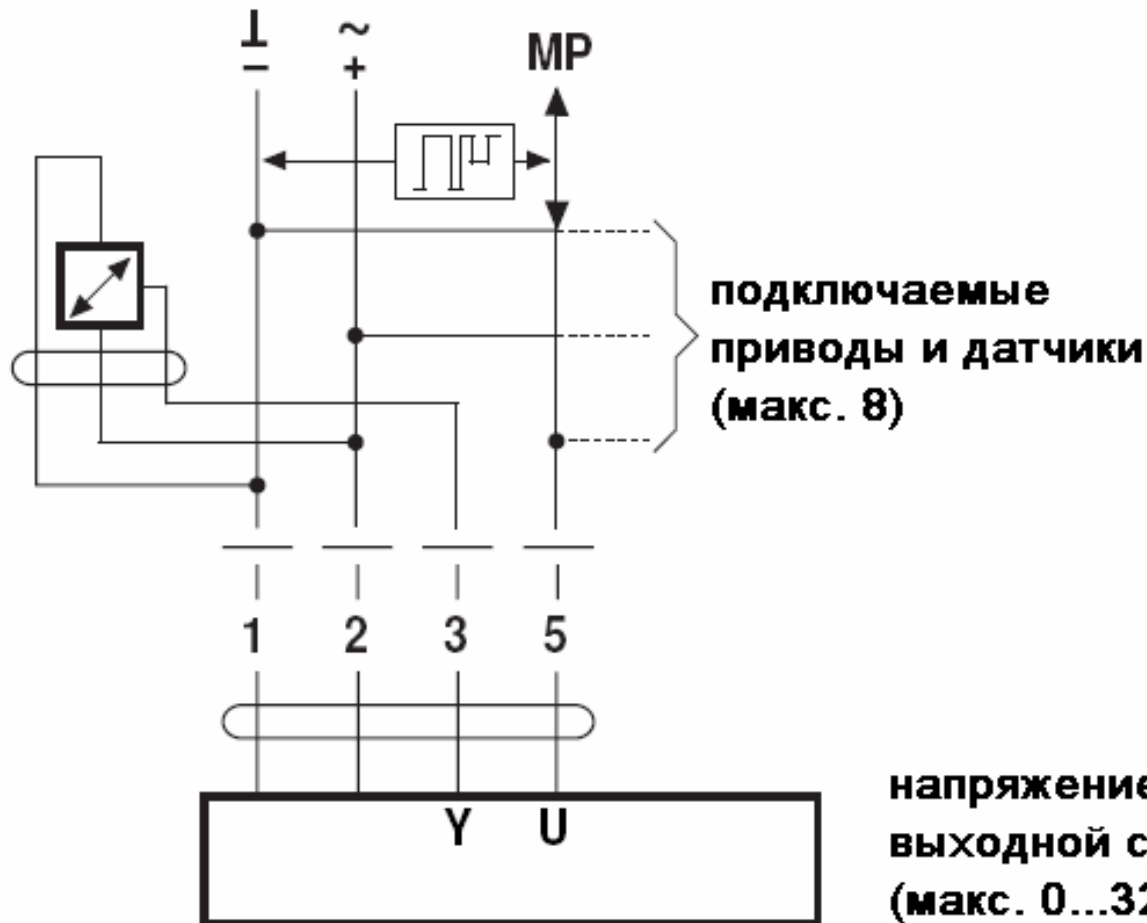 ⊥ ~
− + MP
подключаемые
приводы и датчики
(макс. 8)
1 2 3 5
Y U
напряжение
выходной с
(макс. 0...32